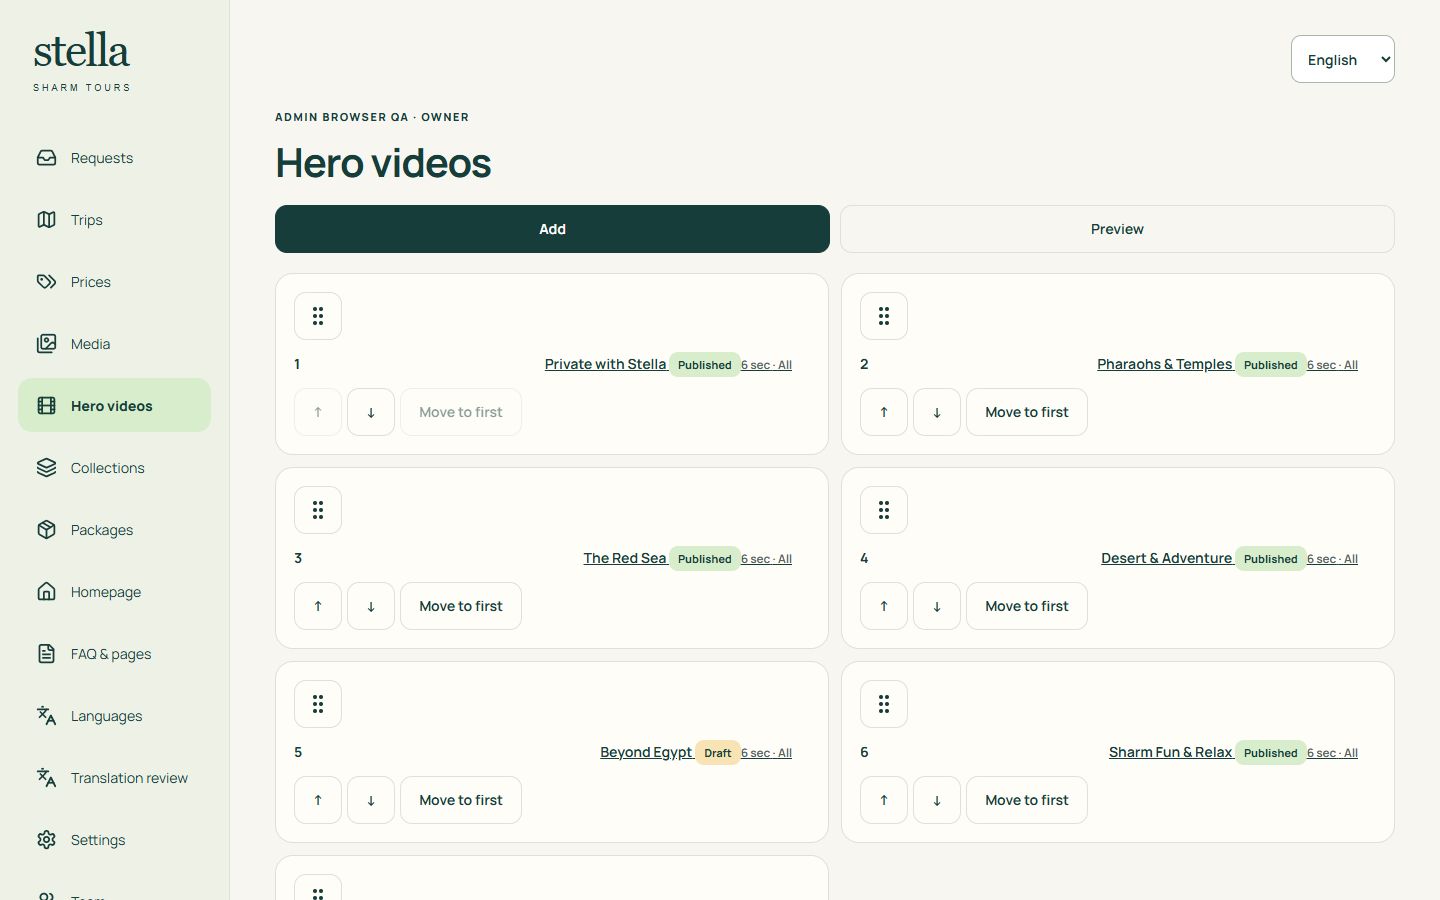 stella
SHARM TOURS
English
Requests
Trips
Prices
Media
Hero videos
Collections
Packages
Homepage
FAQ & pages
Languages
Translation review
Settings
ADMIN BROWSER QA · OWNER
Hero videos
Add
Preview
1
Private with Stella Published 6 sec · All
↑ ↓ Move to first
2
Pharaohs & Temples Published 6 sec · All
↑ ↓ Move to first
3
The Red Sea Published 6 sec · All
↑ ↓ Move to first
4
Desert & Adventure Published 6 sec · All
↑ ↓ Move to first
5
Beyond Egypt Draft 6 sec · All
↑ ↓ Move to first
6
Sharm Fun & Relax Published 6 sec · All
↑ ↓ Move to first